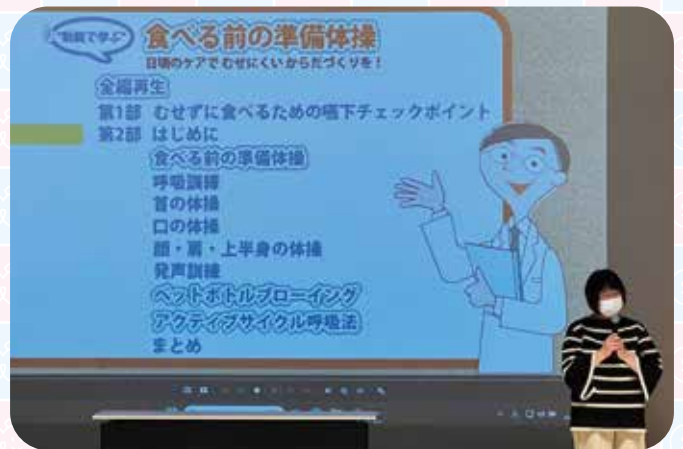 "動画で学ぶ"
食べる前の準備体操
日頃のケアでむせにくいからだづくりを！
全編再生
第1部 むせずに食べるための嚥下チェックポイント
第2部 はじめに
食べる前の準備体操
呼吸訓練
首の体操
口の体操
顔・肩・上半身の体操
発声訓練
ペットボトルブローイング
アクティブサイクル呼吸法
まとめ